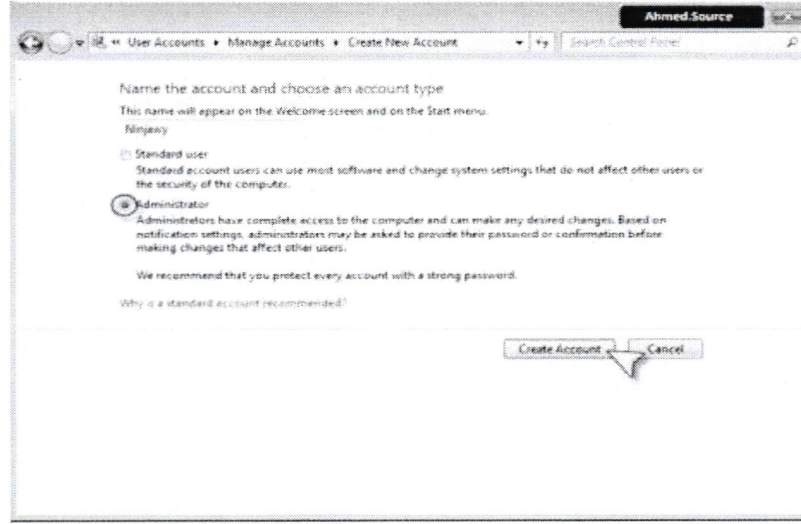 Ahmed.Source
« User Accounts ▸ Manage Accounts ▸ Create New Account
Search Control Panel
Name the account and choose an account type
This name will appear on the Welcome screen and on the Start menu.
Ninjawy
Standard user
Standard account users can use most software and change system settings that do not affect other users or
the security of the computer.
Administrator
Administrators have complete access to the computer and can make any desired changes. Based on
notification settings, administrators may be asked to provide their password or confirmation before
making changes that affect other users.
We recommend that you protect every account with a strong password.
Why is a standard account recommended?
Create Account
Cancel